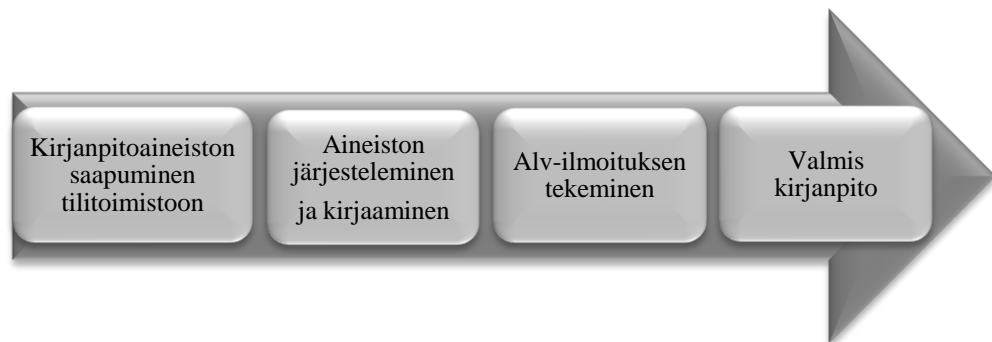 Kirjanpitoaineiston
saapuminen
tilitoimistoon
Aineiston
järjesteleminen
ja kirjaaminen
Alv-ilmoituksen
tekeminen
Valmis
kirjanpito